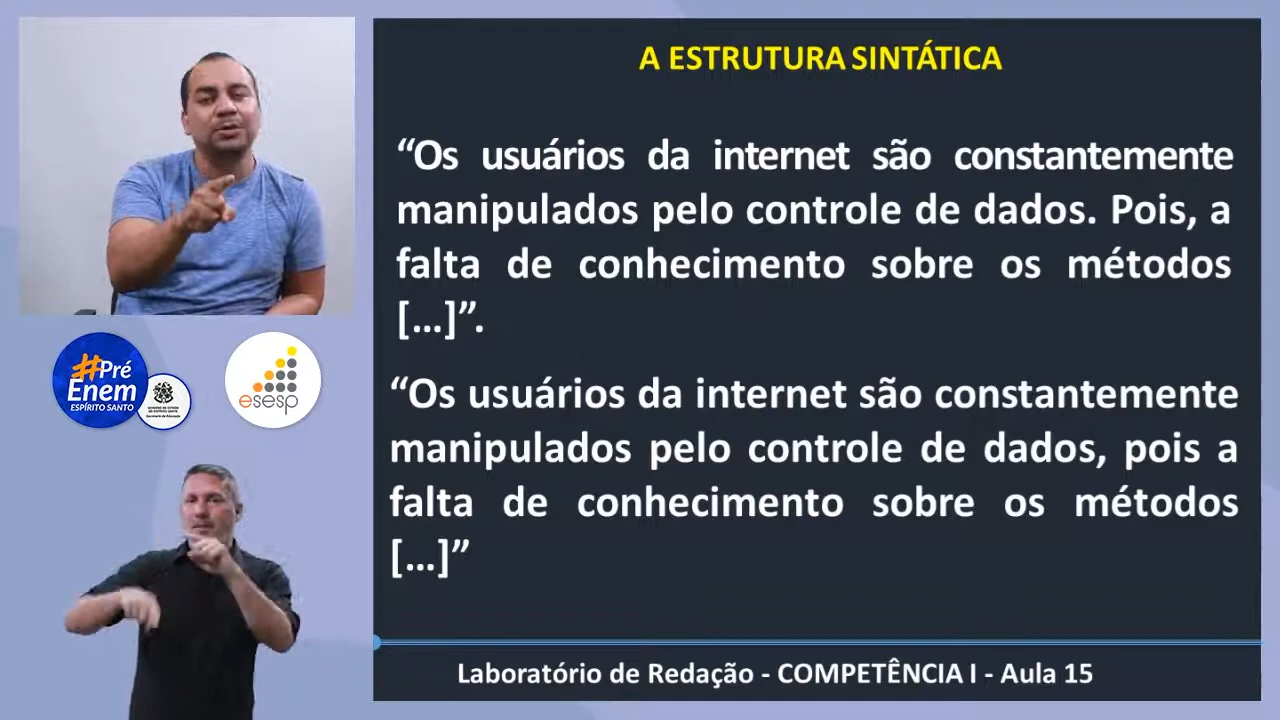 A ESTRUTURA SINTÁTICA
“Os usuários da internet são constantemente
manipulados pelo controle de dados. Pois, a
falta de conhecimento sobre os métodos
[...]”.
“Os usuários da internet são constantemente
manipulados pelo controle de dados, pois a
falta de conhecimento sobre os métodos
[...]”
#Pré
Enem
ESPÍRITO SANTO
esesp
Laboratório de Redação - COMPETÊNCIA I - Aula 15